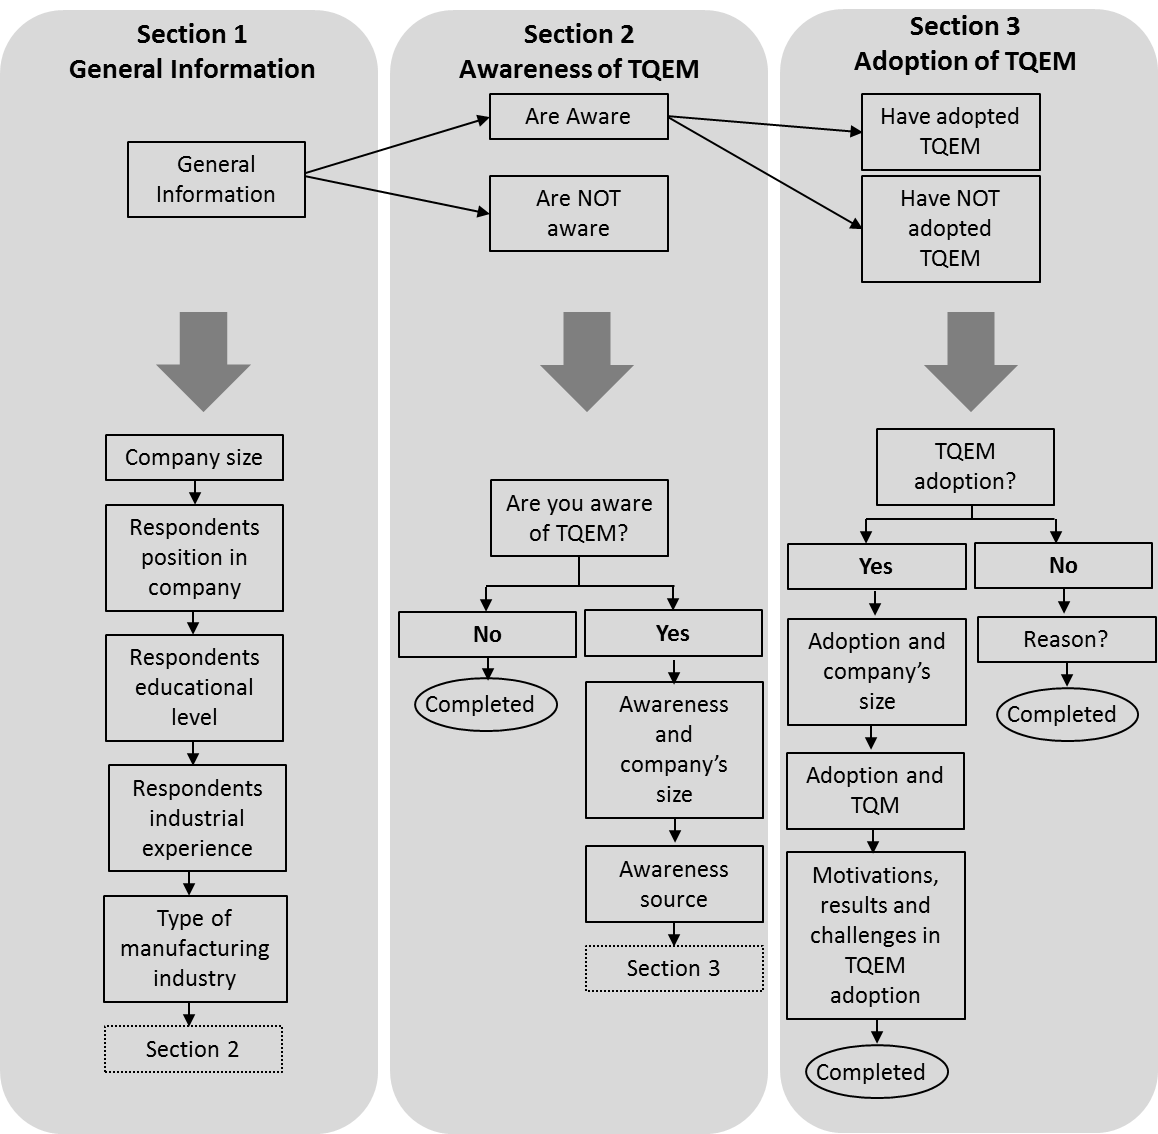 Section 1
General Information
General
Information
Company size
Respondents
position in
company
Respondents
educational
level
Respondents
industrial
experience
Type of
manufacturing
industry
Section 2
Section 2
Awareness of TQEM
Are Aware
Are NOT
aware
Are you aware
of TQEM?
No
Completed
Yes
Awareness
and
company’s
size
Awareness
source
Section 3
Section 3
Adoption of TQEM
Have adopted
TQEM
Have NOT
adopted
TQEM
TQEM
adoption?
Yes
Adoption and
company’s
size
Adoption and
TQM
Motivations,
results and
challenges in
TQEM
adoption
Completed
No
Reason?
Completed